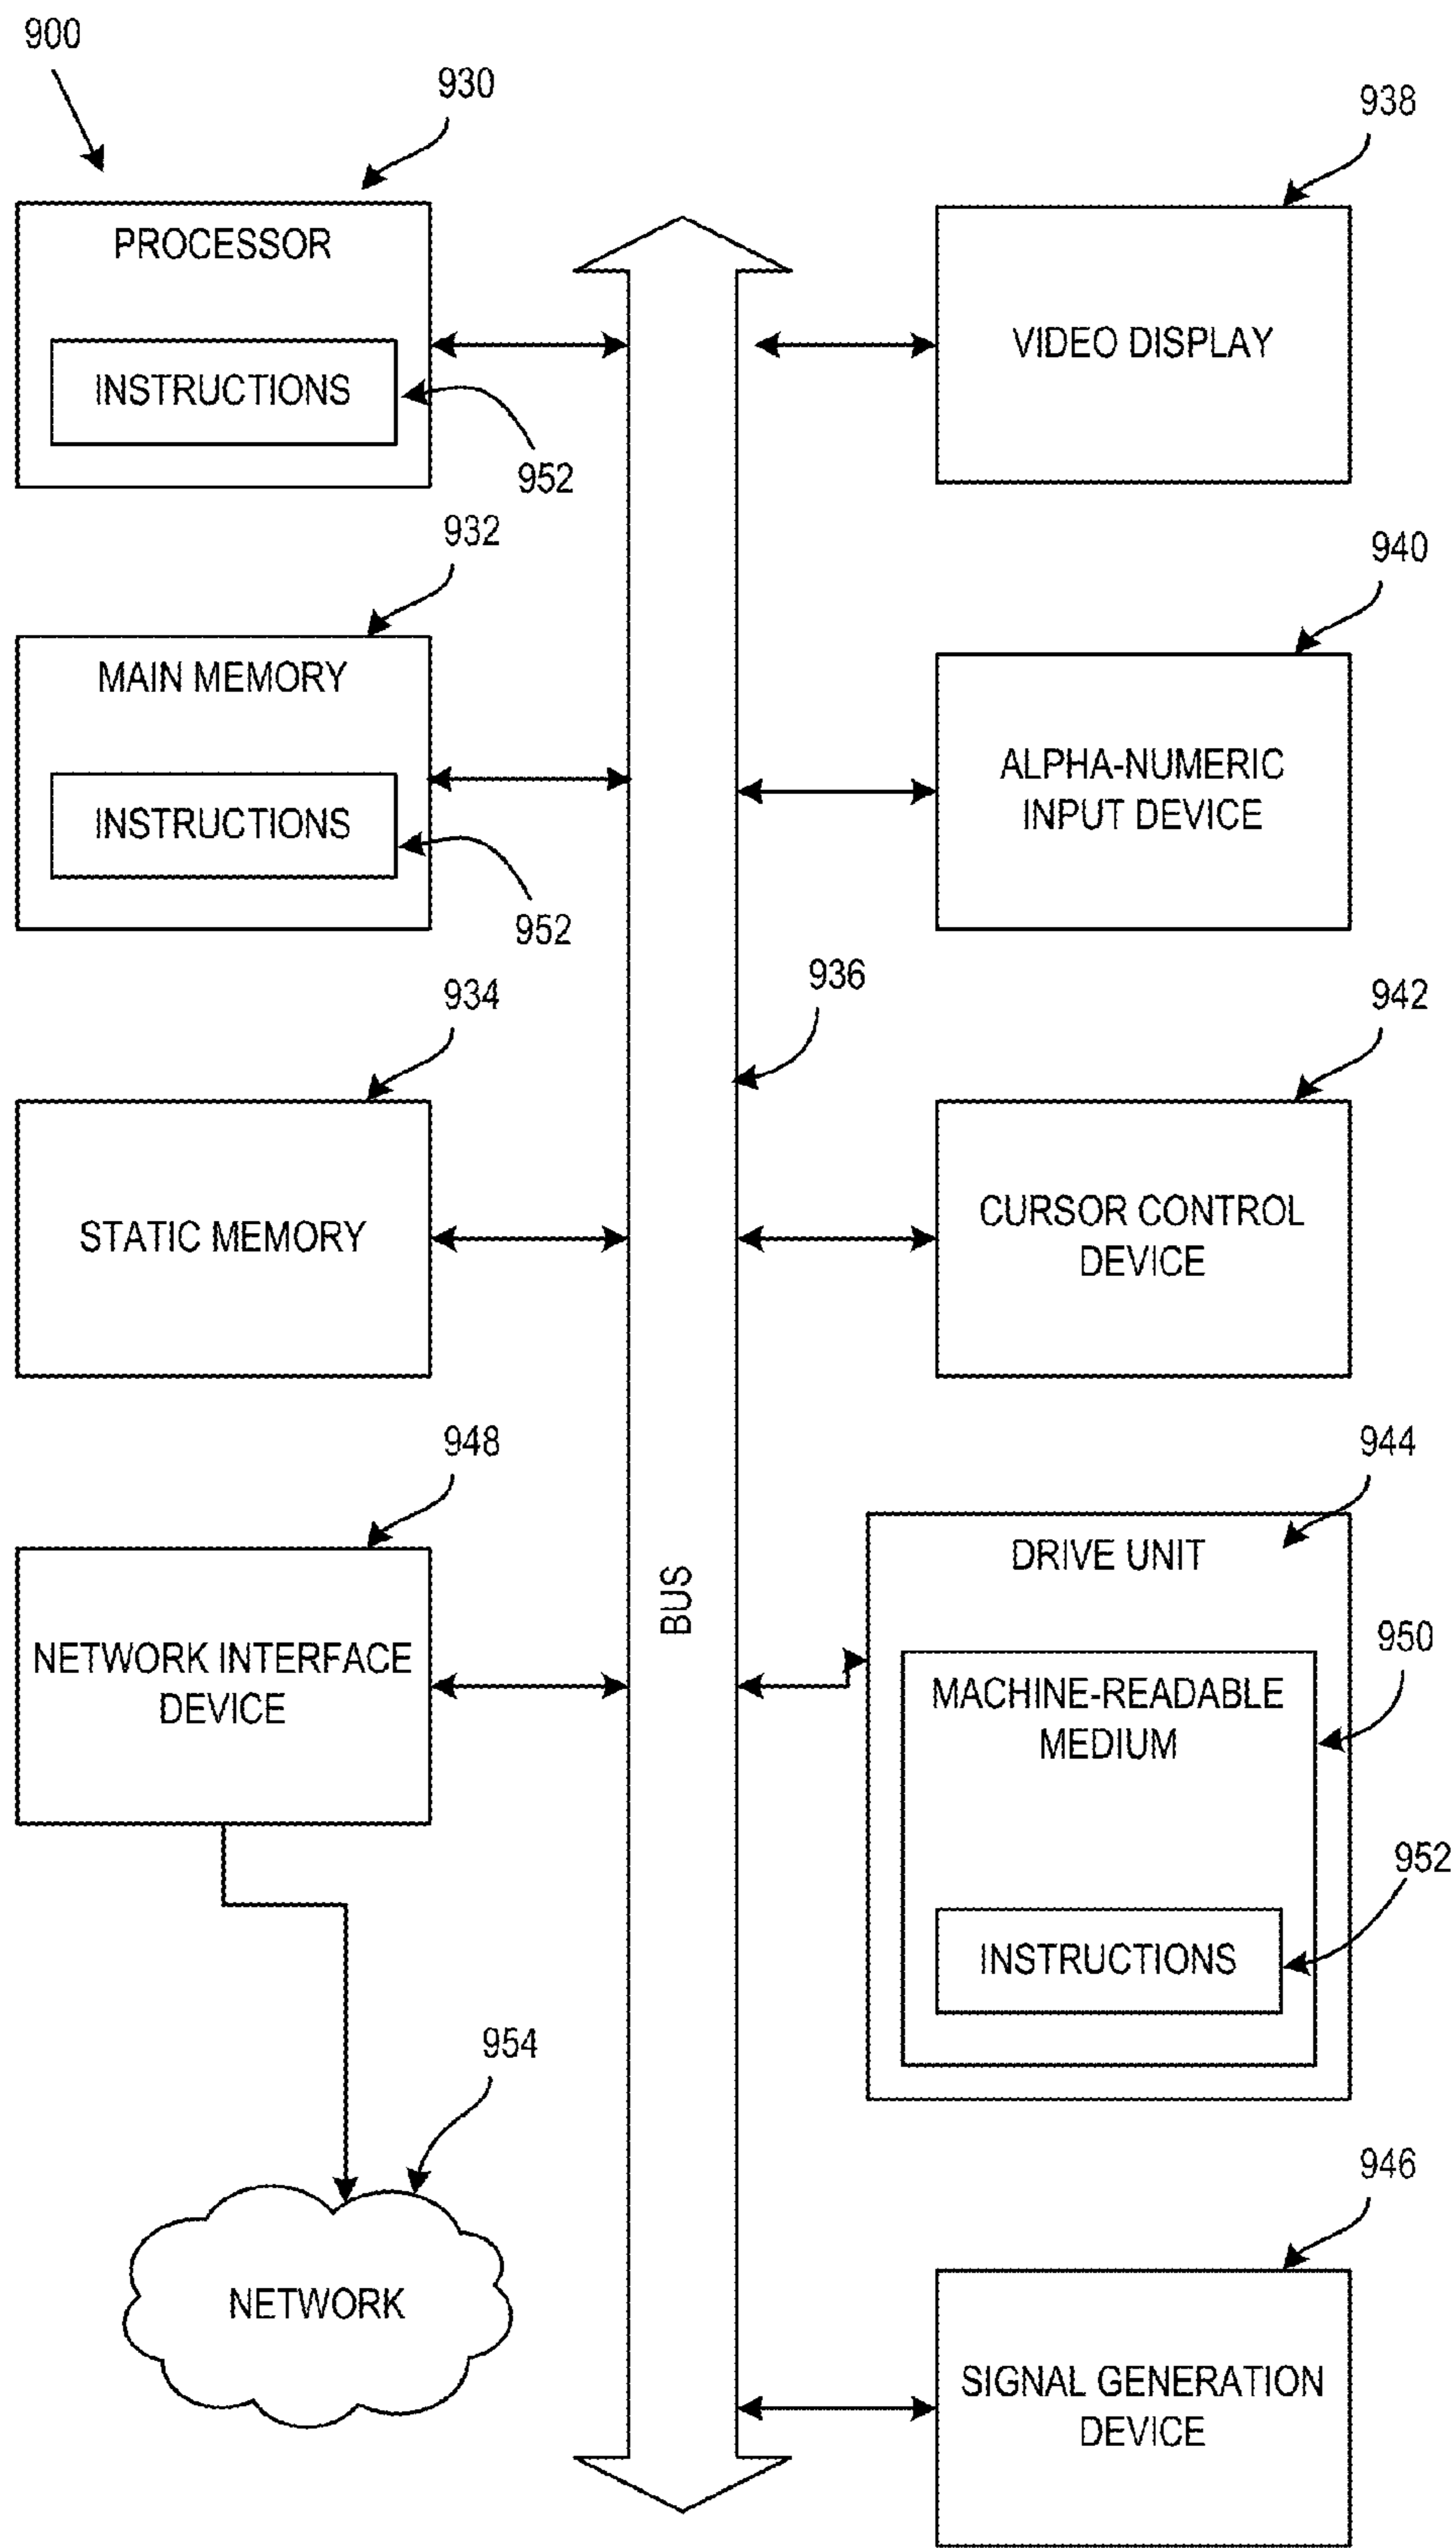 900
930
PROCESSOR
INSTRUCTIONS
952
932
MAIN MEMORY
INSTRUCTIONS
952
934
STATIC MEMORY
948
NETWORK INTERFACE
DEVICE
954
NETWORK
BUS
936
938
VIDEO DISPLAY
940
ALPHA-NUMERIC
INPUT DEVICE
942
CURSOR CONTROL
DEVICE
944
DRIVE UNIT
950
MACHINE-READABLE
MEDIUM
952
INSTRUCTIONS
946
SIGNAL GENERATION
DEVICE